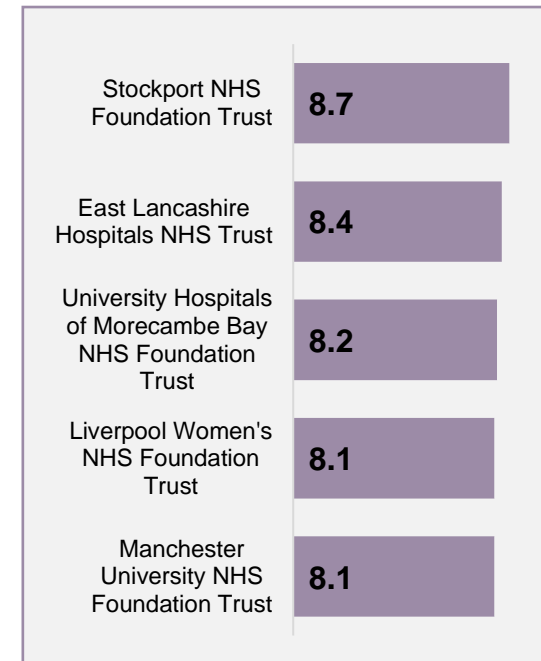 Stockport NHS
Foundation Trust
8.7
East Lancashire
Hospitals NHS Trust
8.4
University Hospitals
of Morecambe Bay
NHS Foundation
Trust
8.2
Liverpool Women's
NHS Foundation
Trust
8.1
Manchester
University NHS
Foundation Trust
8.1